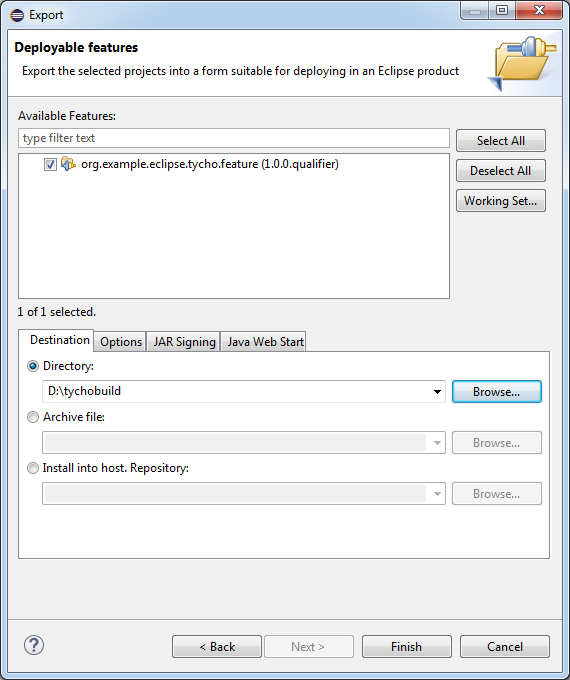 Export
Deployable features
Export the selected projects into a form suitable for deploying in an Eclipse product
Available Features:
type filter text
Select All
org.example.eclipse.tycho.feature (1.0.0.qualifier)
Deselect All
Working Set...
1 of 1 selected.
Destination Options JAR Signing Java Web Start
Directory:
D:\tychobuild Browse...
Archive file:
Browse...
Install into host. Repository:
Browse...
? < Back Next > Finish Cancel